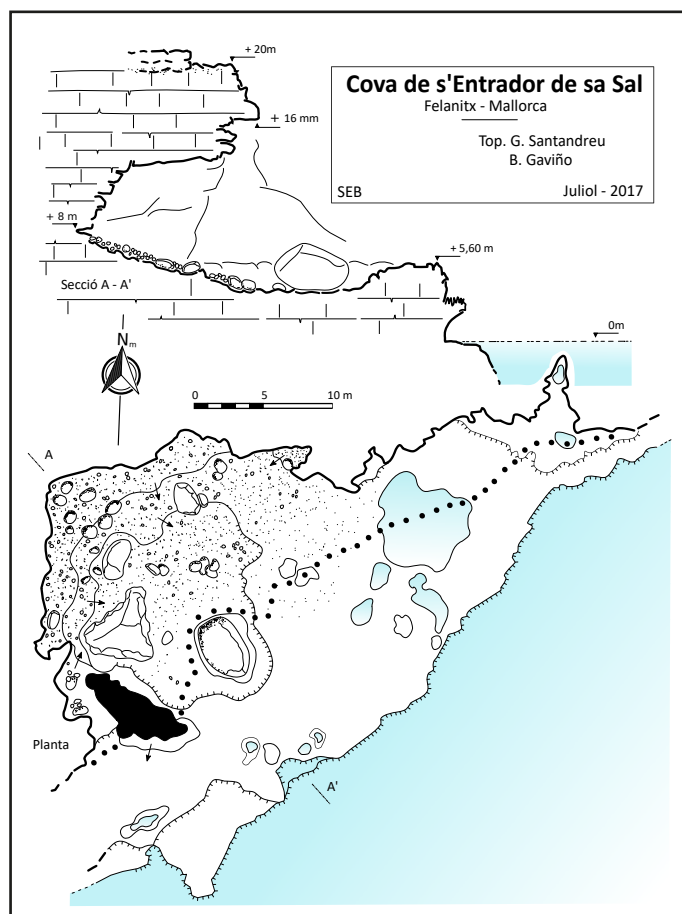 + 20m
Cova de s'Entrador de sa Sal
Felanitx - Mallorca
+ 16 mm
Top. G. Santandreu
B. Gaviño
SEB
Juliol - 2017
+ 8 m
+5,60 m
Secció A - A'
0m
Nm
0 5 10 m
A
Planta
A'